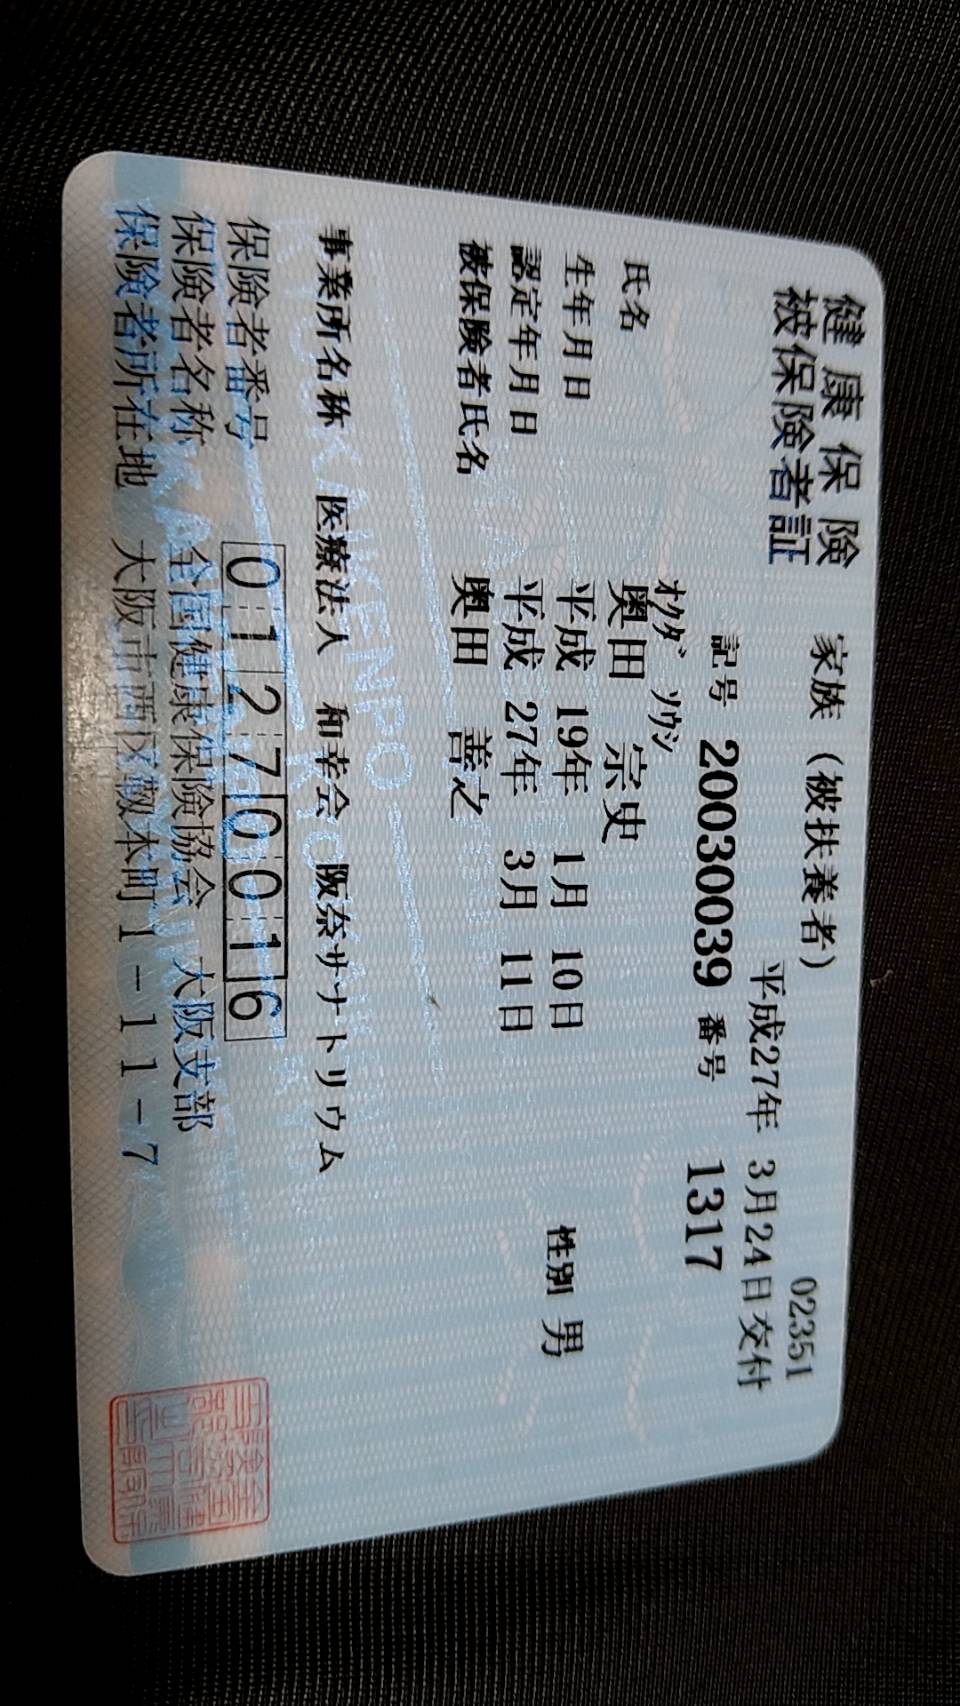 健康保険 家族（被扶養者） 02351
被保険者証 平成27年 3月24日交付
記号 20030039 番号 1317
ｵｸﾀﾞ ｿｳｼ
氏名 奥田 宗史
生年月日 平成 19年 1月 10日 性別 男
認定年月日 平成 27年 3月 11日
被保険者氏名 奥田 善之
事業所名称 医療法人 和幸会 阪奈サナトリウム
保険者番号 01270016
保険者名称 全国健康保険協会 大阪支部
保険者所在地 大阪市西区靱本町1-11-7